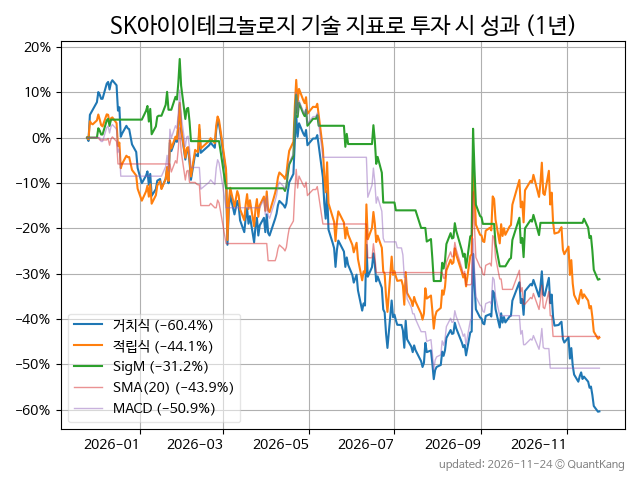 SK아이이테크놀로지 기술 지표로 투자 시 성과 (1년)
20%
10%
0%
−10%
−20%
−30%
−40%
−50%
−60%
거치식 (−60.4%)
적립식 (−44.1%)
SigM (−31.2%)
SMA(20) (−43.9%)
MACD (−50.9%)
2026-01
2026-03
2026-05
2026-07
2026-09
2026-11
updated: 2026-11-24 © QuantKang